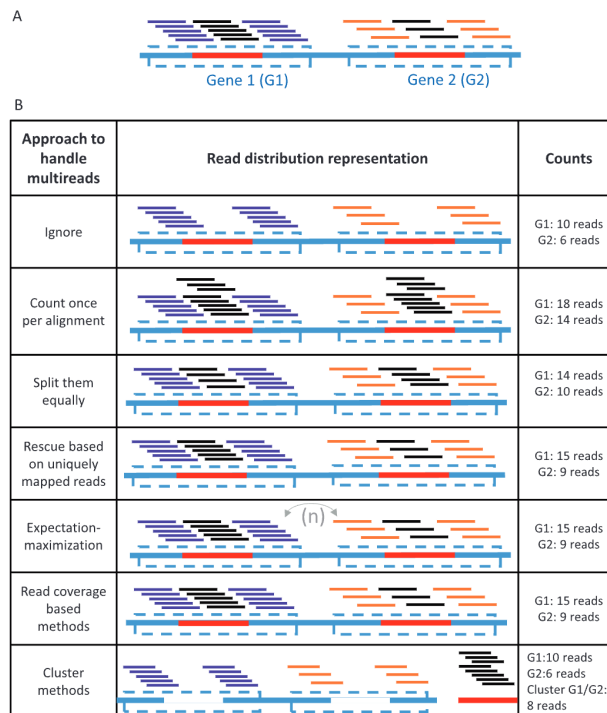 A
Gene 1 (G1)
Gene 2 (G2)
B
Approach to
handle
multireads
Read distribution representation
Counts
Ignore
G1: 10 reads
G2: 6 reads
Count once
per alignment
G1: 18 reads
G2: 14 reads
Split them
equally
G1: 14 reads
G2: 10 reads
Rescue based
on uniquely
mapped reads
G1: 15 reads
G2: 9 reads
Expectation-
maximization
(n)
G1: 15 reads
G2: 9 reads
Read coverage
based
methods
G1: 15 reads
G2: 9 reads
Cluster
methods
G1:10 reads
G2:6 reads
Cluster G1/G2:
8 reads